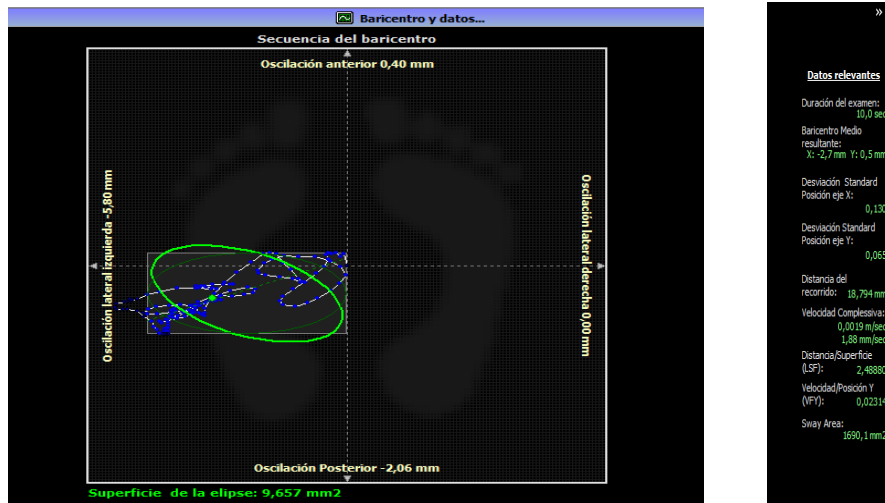 Baricentro y datos...
Secuencia del baricentro
Oscilación anterior 0,40 mm
Oscilación lateral izquierda -5,80 mm
Oscilación lateral derecha 0,00 mm
Oscilación Posterior -2,06 mm
Superficie de la elipse: 9,657 mm2
»
Datos relevantes
Duración del examen:
10,0 sec
Baricentro Medio
resultante:
X: -2,7 mm Y: 0,5 mm
Desviación Standard
Posición eje X:
0,130
Desviación Standard
Posición eje Y:
0,065
Distancia del
recorrido: 18,794 mm
Velocidad Complessiva:
0,0019 m/sec
1,88 mm/sec
Distancia/Superficie
(LSF): 2,48880
Velocidad/Posición Y
(VFY): 0,02314
Sway Area:
1690,1 mm2